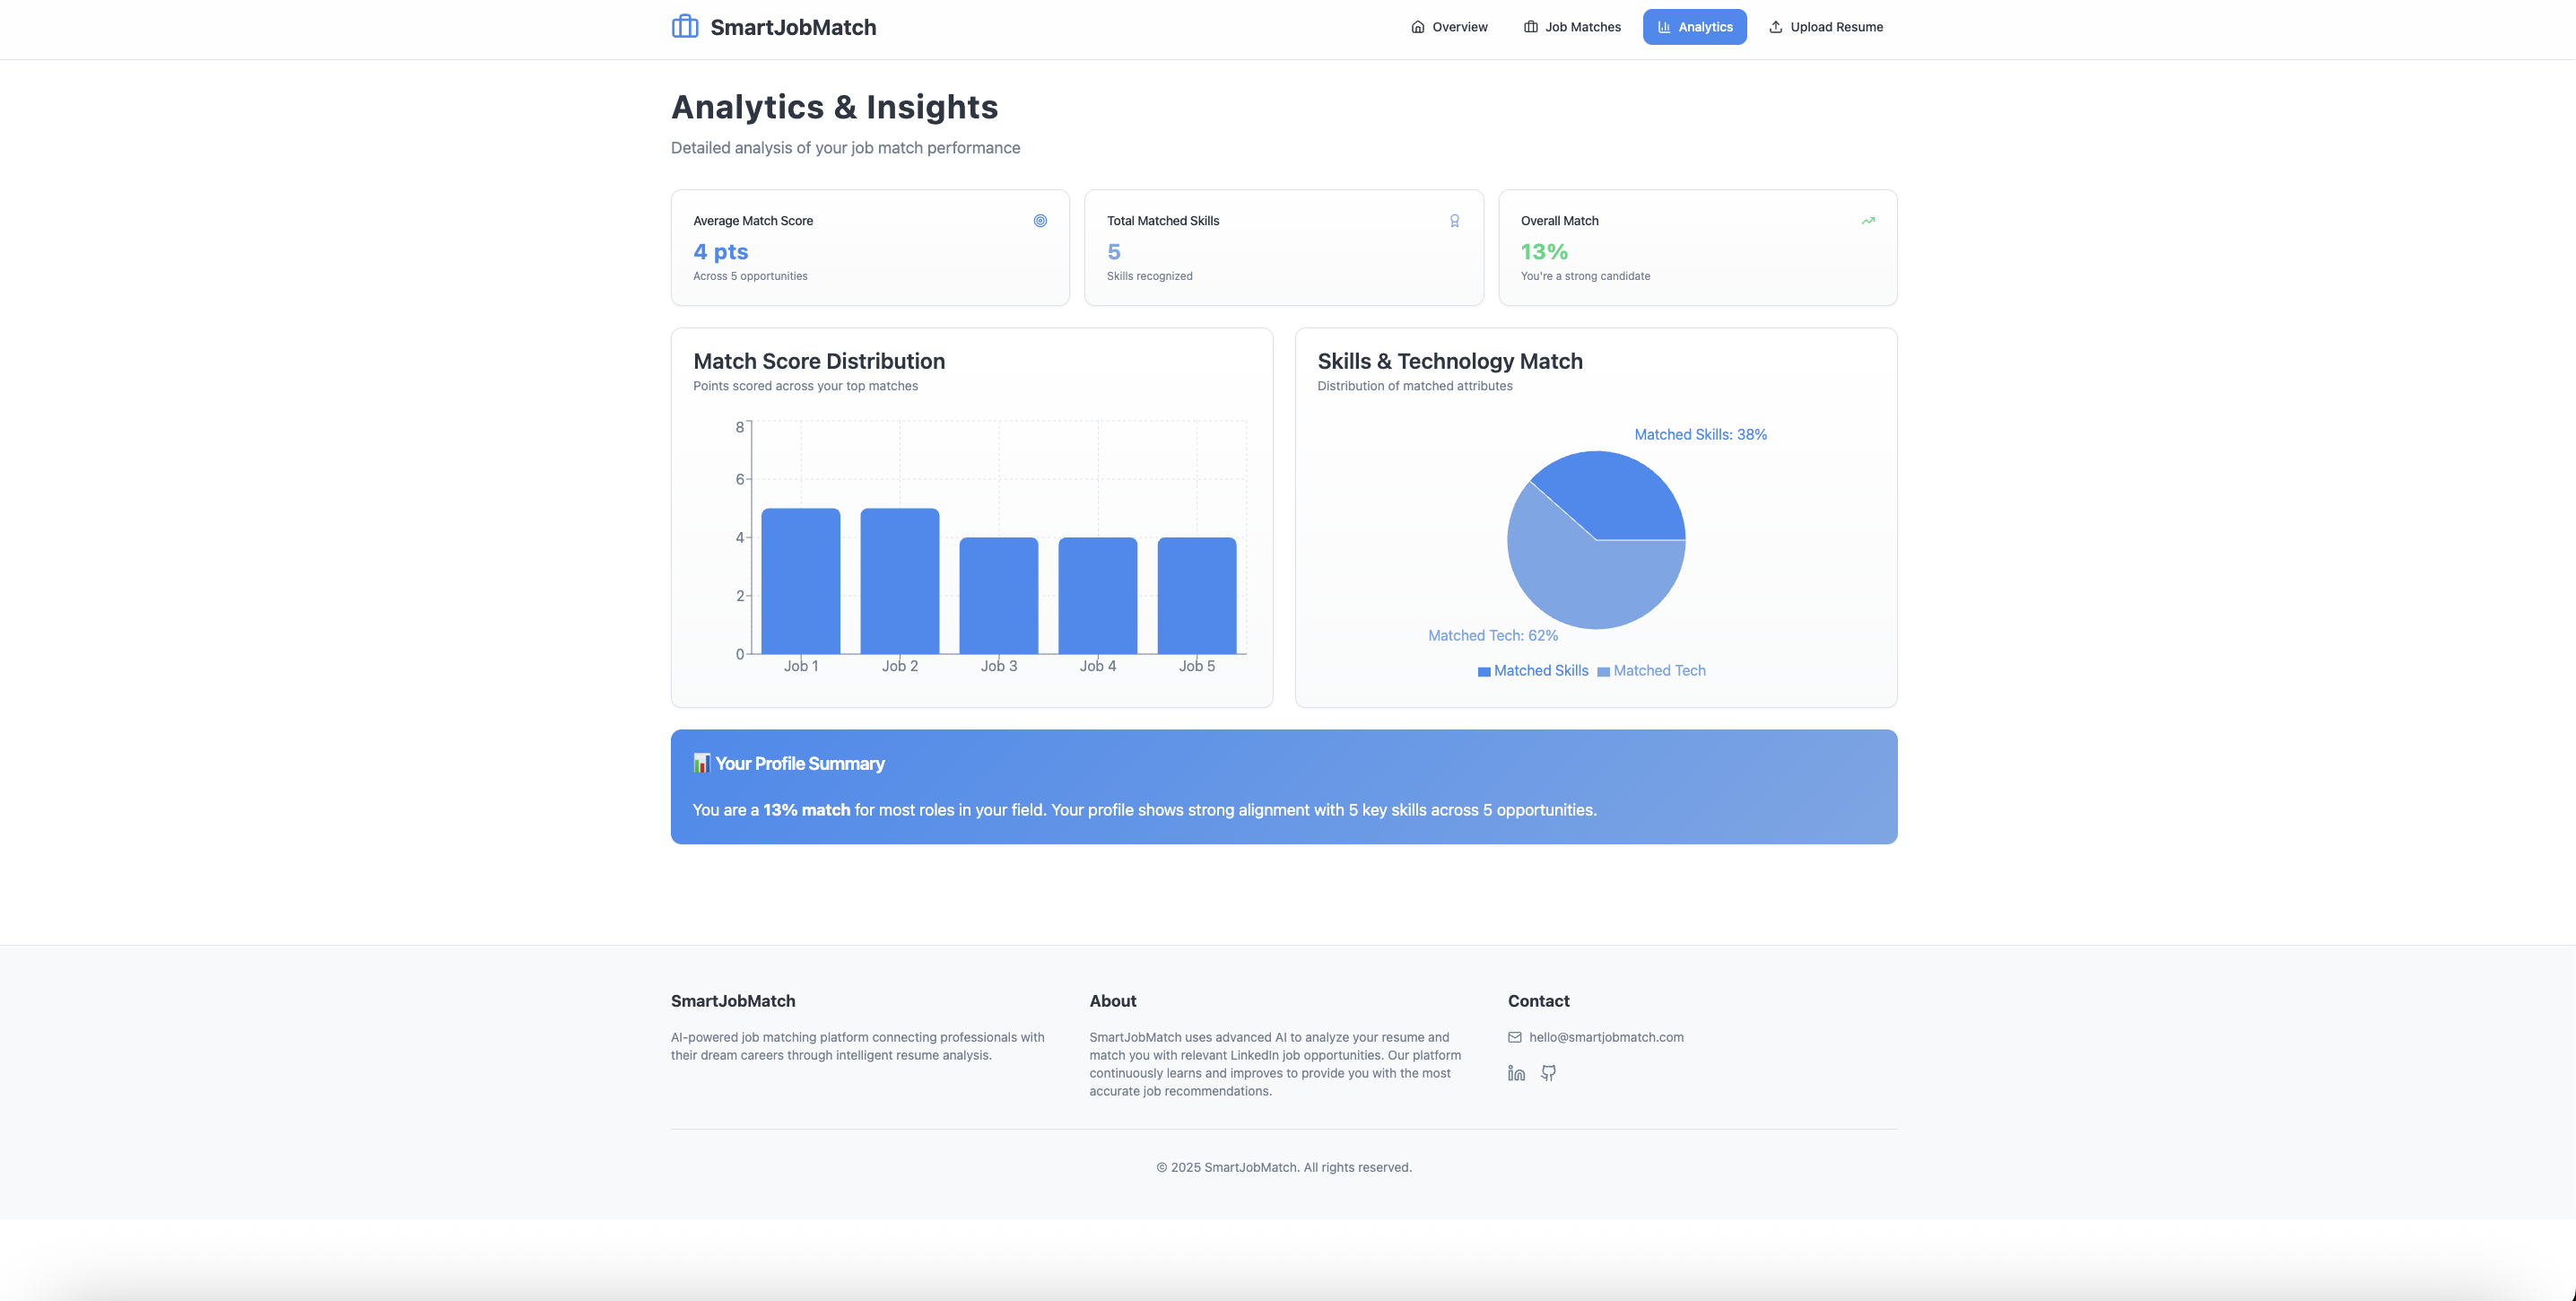 SmartJobMatch
Overview
Job Matches
Analytics
Upload Resume
Analytics & Insights
Detailed analysis of your job match performance
Average Match Score
4 pts
Across 5 opportunities
Total Matched Skills
5
Skills recognized
Overall Match
13%
You're a strong candidate
Match Score Distribution
Points scored across your top matches
8
6
4
2
0
Job 1
Job 2
Job 3
Job 4
Job 5
Skills & Technology Match
Distribution of matched attributes
Matched Skills: 38%
Matched Tech: 62%
Matched Skills
Matched Tech
📊 Your Profile Summary
You are a 13% match for most roles in your field. Your profile shows strong alignment with 5 key skills across 5 opportunities.
SmartJobMatch
AI-powered job matching platform connecting professionals with
their dream careers through intelligent resume analysis.
About
SmartJobMatch uses advanced AI to analyze your resume and
match you with relevant LinkedIn job opportunities. Our platform
continuously learns and improves to provide you with the most
accurate job recommendations.
Contact
hello@smartjobmatch.com
© 2025 SmartJobMatch. All rights reserved.